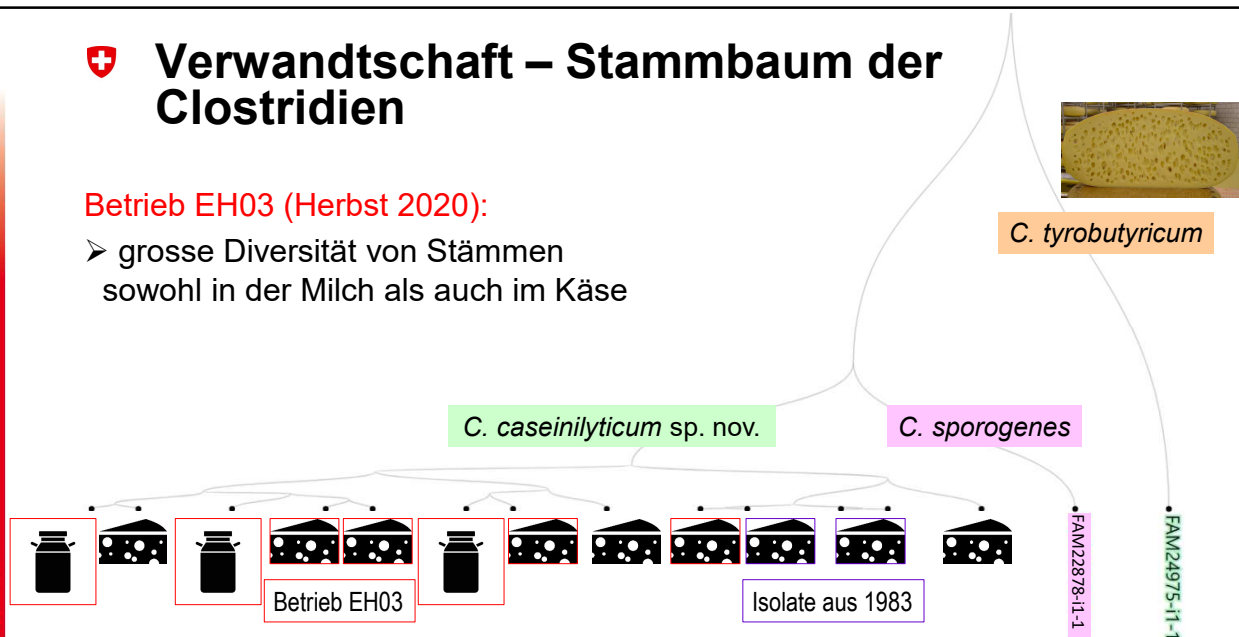 Verwandtschaft – Stammbaum der
Clostridien
Betrieb EH03 (Herbst 2020):
➢ grosse Diversität von Stämmen
sowohl in der Milch als auch im Käse
C. tyrobutyricum
C. caseinilyticum sp. nov.
C. sporogenes
Betrieb EH03
Isolate aus 1983
FAM22878-i1-1
FAM24975-i1-1